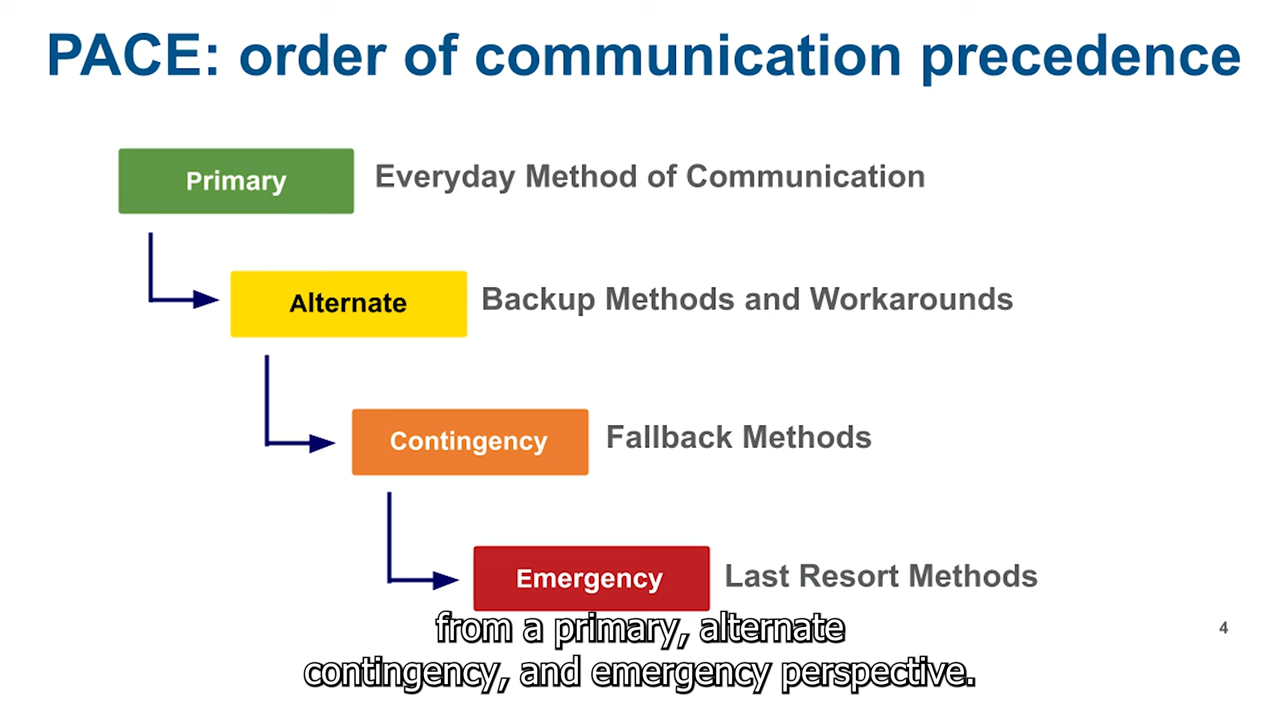 PACE: order of communication precedence
Primary
Everyday Method of Communication
Alternate
Backup Methods and Workarounds
Contingency
Fallback Methods
Emergency
Last Resort Methods
from a primary, alternate
contingency, and emergency perspective.
4